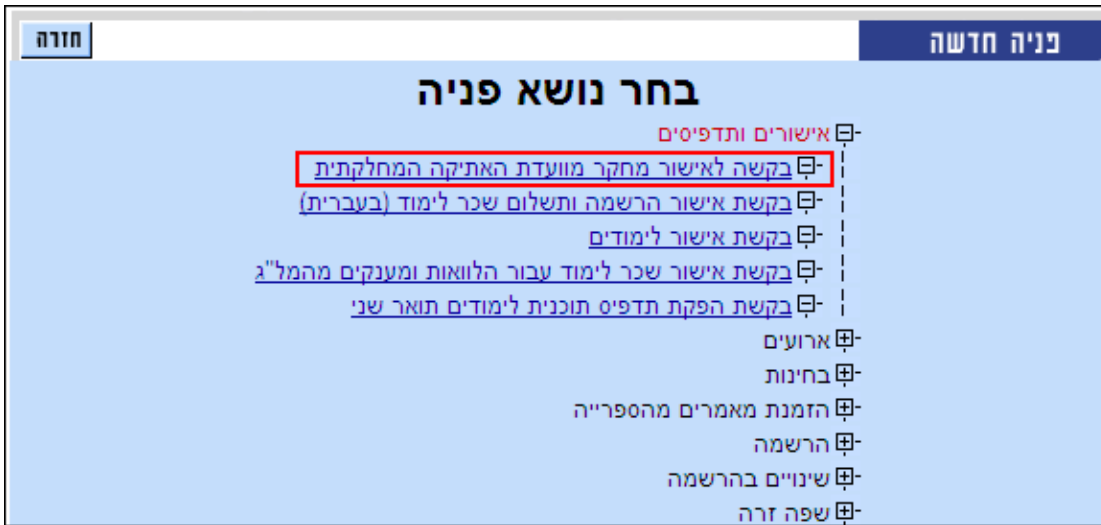 פניה חדשה
חזרה
בחר נושא פניה
אישורים ותדפיסים
בקשה לאישור מחקר מוועדת האתיקה המחלקתית
בקשת אישור הרשמה ותשלום שכר לימוד (בעברית)
בקשת אישור לימודים
בקשת אישור שכר לימוד עבור הלוואות ומענקים מהמל"ג
בקשת הפקת תדפיס תוכנית לימודים תואר שני
ארועים
בחינות
הזמנת מאמרים מהספרייה
הרשמה
שינויים בהרשמה
שפה זרה